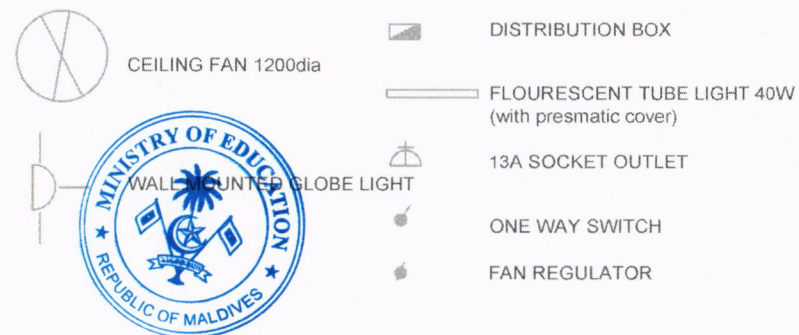 CEILING FAN 1200dia
WALL MOUNTED GLOBE LIGHT
DISTRIBUTION BOX
FLOURESCENT TUBE LIGHT 40W
(with presmatic cover)
13A SOCKET OUTLET
ONE WAY SWITCH
FAN REGULATOR
MINISTRY OF EDUCATION
REPUBLIC OF MALDIVES